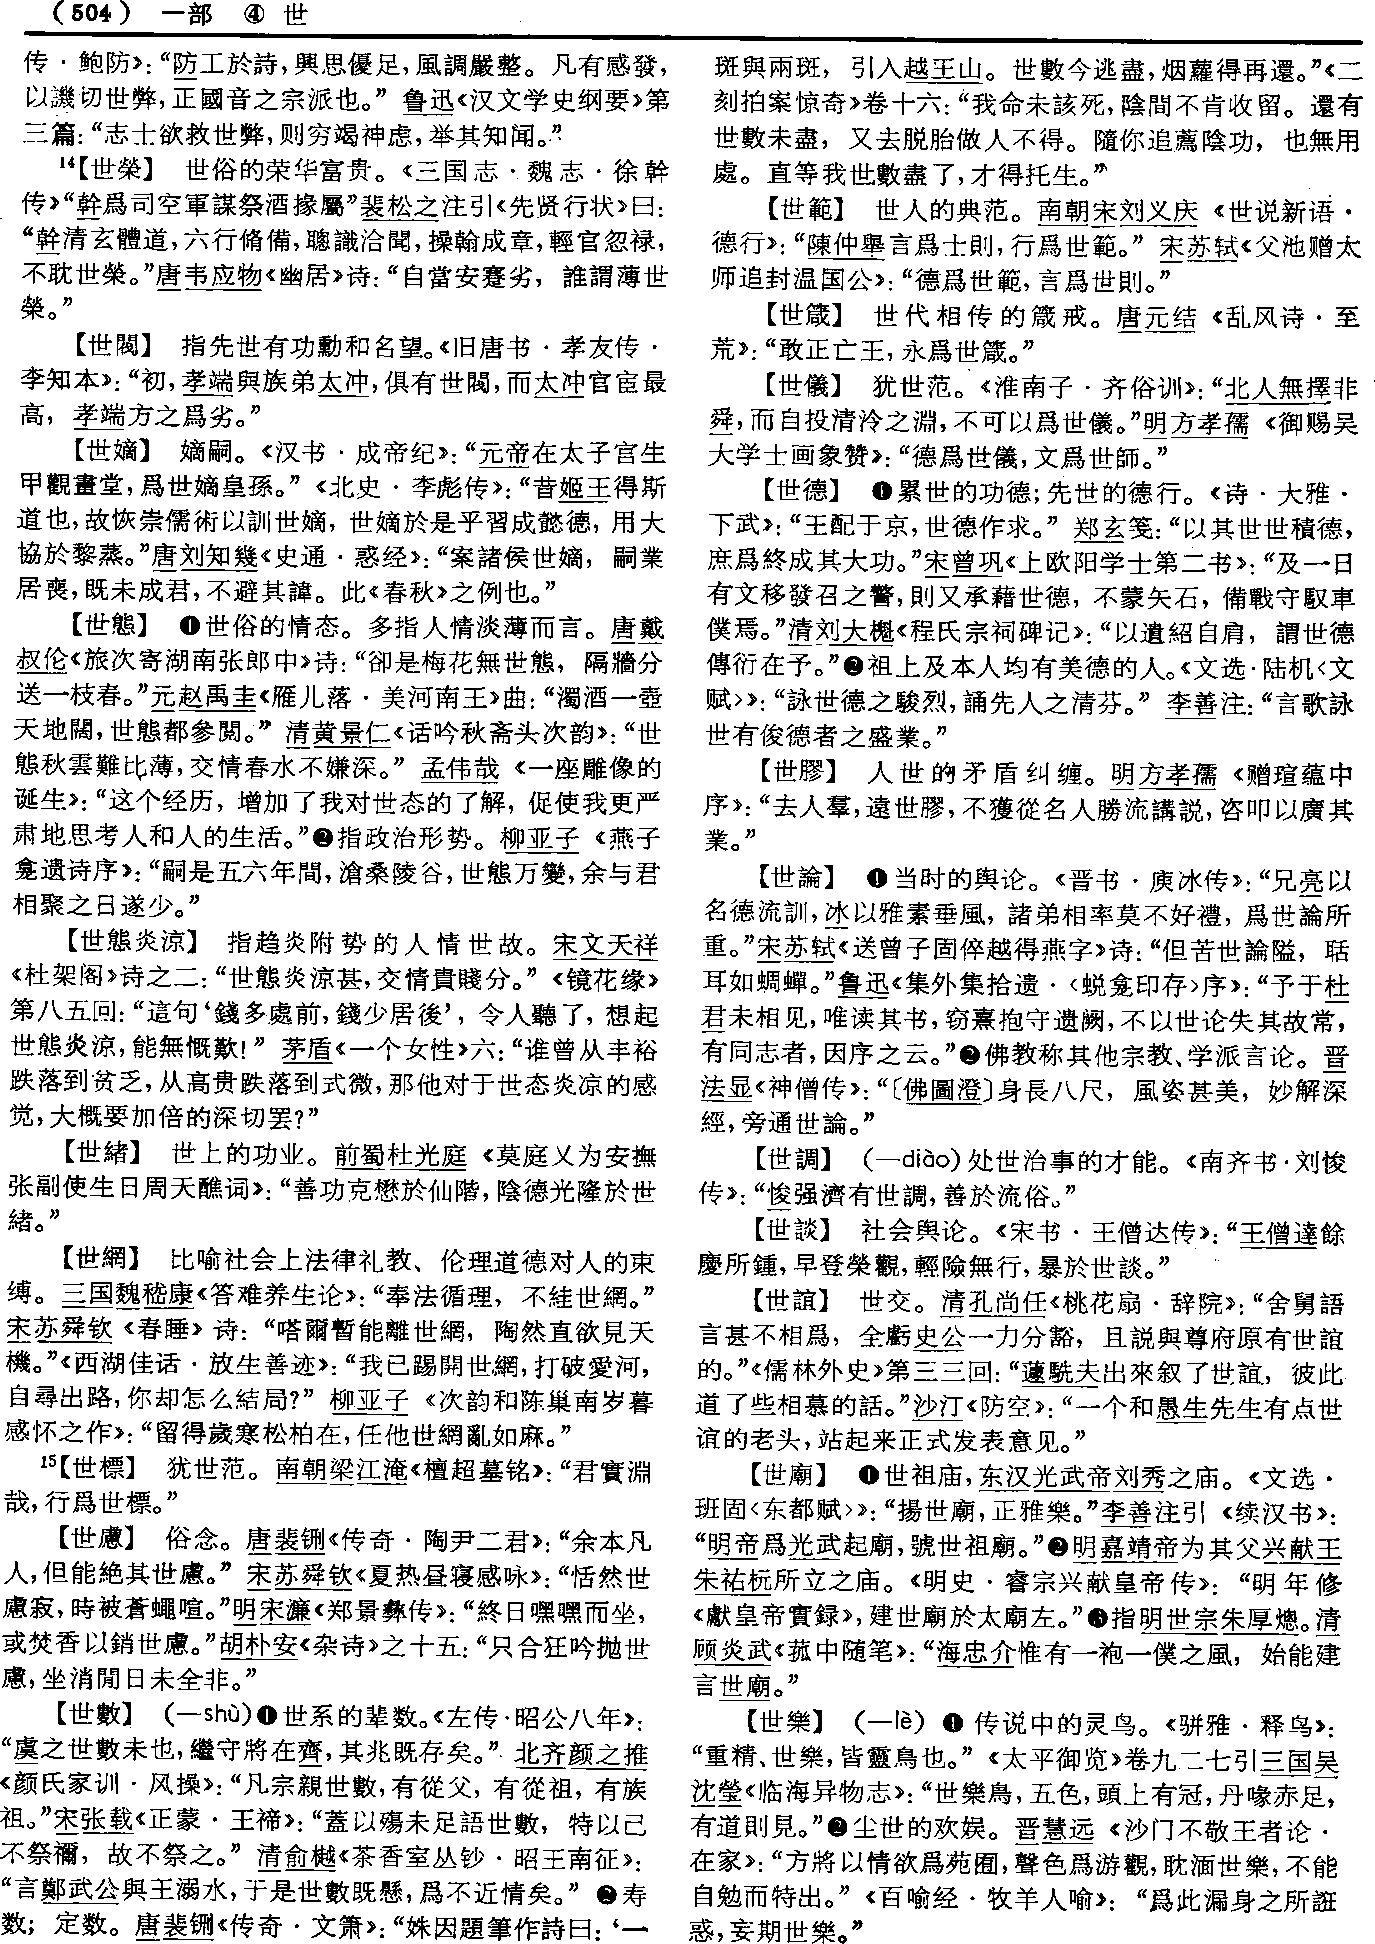 （504） 一部 ④ 世
传·鲍防》：“防工於詩，興思優足，風調嚴整。凡有感發，
以譏切世弊，正國音之宗派也。”鲁迅《汉文学史纲要》第
三篇：“志士欲救世弊，则穷竭神虑，举其知闻。”
14【世榮】 世俗的荣华富贵。《三国志·魏志·徐幹
传》“幹爲司空軍謀祭酒掾屬”裴松之注引《先贤行状》曰：
“幹清玄體道，六行脩備，聰識洽聞，操翰成章，輕官忽禄，
不耽世榮。”唐韦应物《幽居》诗：“自當安蹇劣，誰謂薄世
榮。”
【世閥】 指先世有功勳和名望。《旧唐书·孝友传·
李知本》：“初，孝端與族弟太冲，俱有世閥，而太冲官宦最
高，孝端方之爲劣。”
【世嫡】 嫡嗣。《汉书·成帝纪》：“元帝在太子宫生
甲觀畫堂，爲世嫡皇孫。”《北史·李彪传》：“昔姬王得斯
道也，故恢崇儒術以訓世嫡，世嫡於是乎習成懿德，用大
協於黎蒸。”唐刘知幾《史通·惑经》：“案諸侯世嫡，嗣業
居喪，既未成君，不避其諱。此《春秋》之例也。”
【世態】 ❶世俗的情态。多指人情淡薄而言。唐戴
叔伦《旅次寄湖南张郎中》诗：“卻是梅花無世態，隔牆分
送一枝春。”元赵禹圭《雁儿落·美河南王》曲：“濁酒一壺
天地闊，世態都參閲。”清黄景仁《话吟秋斋头次韵》：“世
態秋雲難比薄，交情春水不嫌深。”孟伟哉《一座雕像的
诞生》：“这个经历，增加了我对世态的了解，促使我更严
肃地思考人和人的生活。”❷指政治形势。柳亚子《燕子
龛遗诗序》：“嗣是五六年間，滄桑陵谷，世態万變，余与君
相聚之日遂少。”
【世態炎涼】 指趋炎附势的人情世故。宋文天祥
《杜架阁》诗之二：“世態炎涼甚，交情貴賤分。”《镜花缘》
第八五回：“這句‘錢多處前，錢少居後’，令人聽了，想起
世態炎涼，能無慨歎！”茅盾《一个女性》六：“谁曾从丰裕
跌落到贫乏，从高贵跌落到式微，那他对于世态炎凉的感
觉，大概要加倍的深切罢？”
【世緒】 世上的功业。前蜀杜光庭《莫庭乂为安撫
张副使生日周天醮词》：“善功克懋於仙階，陰德光隆於世
緒。”
【世網】 比喻社会上法律礼教、伦理道德对人的束
缚。三国魏嵇康《答难养生论》：“奉法循理，不絓世網。”
宋苏舜钦《春睡》诗：“嗒爾暫能離世網，陶然直欲見天
機。”《西湖佳话·放生善迹》：“我已踢開世網，打破愛河，
自尋出路，你却怎么結局？”柳亚子《次韵和陈巢南岁暮
感怀之作》：“留得歲寒松柏在，任他世網亂如麻。”
15【世標】 犹世范。南朝梁江淹《檀超墓铭》：“君實淵
哉，行爲世標。”
【世慮】 俗念。唐裴铏《传奇·陶尹二君》：“余本凡
人，但能絶其世慮。”宋苏舜钦《夏热昼寝感咏》：“恬然世
慮寂，時被蒼蠅喧。”明宋濂《郑景彝传》：“終日嘿嘿而坐，
或焚香以銷世慮。”胡朴安《杂诗》之十五：“只合狂吟抛世
慮，坐消閒日未全非。”
【世數】 （—shù）❶世系的辈数。《左传·昭公八年》：
“虞之世數未也，繼守將在齊，其兆既存矣。”北齐颜之推
《颜氏家训·风操》：“凡宗親世數，有從父，有從祖，有族
祖。”宋张载《正蒙·王禘》：“蓋以殤未足語世數，特以己
不祭禰，故不祭之。”清俞樾《茶香室丛钞·昭王南征》：
“言鄭武公與王溺水，于是世數既懸，爲不近情矣。”❷寿
数；定数。唐裴铏《传奇·文箫》：“姝因題筆作詩曰：‘一
斑與兩斑，引入越王山。世數今逃盡，烟蘿得再還。”《二
刻拍案惊奇》卷十六：“我命未該死，陰間不肯收留。還有
世數未盡，又去脱胎做人不得。隨你追薦陰功，也無用
處。直等我世數盡了，才得托生。”
【世範】 世人的典范。南朝宋刘义庆《世说新语·
德行》：“陳仲舉言爲士則，行爲世範。”宋苏轼《父池赠太
师追封温国公》：“德爲世範，言爲世則。”
【世箴】 世代相传的箴戒。唐元结《乱风诗·至
荒》：“敢正亡王，永爲世箴。”
【世儀】 犹世范。《淮南子·齐俗训》：“北人無擇非
舜，而自投清泠之淵，不可以爲世儀。”明方孝孺《御赐吴
大学士画象赞》：“德爲世儀，文爲世師。”
【世德】 ❶累世的功德；先世的德行。《诗·大雅·
下武》：“王配于京，世德作求。”郑玄笺：“以其世世積德，
庶爲終成其大功。”宋曾巩《上欧阳学士第二书》：“及一日
有文移發召之警，則又承藉世德，不蒙矢石，備戰守馭車
僕焉。”清刘大櫆《程氏宗祠碑记》：“以遺紹自肩，謂世德
傳衍在予。”❷祖上及本人均有美德的人。《文选·陆机〈文
赋〉》：“詠世德之駿烈，誦先人之清芬。”李善注：“言歌詠
世有俊德者之盛業。”
【世膠】 人世的矛盾纠缠。明方孝孺《赠瑄蕴中
序》：“去人羣，遠世膠，不獲從名人勝流講説，咨叩以廣其
業。”
【世論】 ❶当时的舆论。《晋书·庾冰传》：“兄亮以
名德流訓，冰以雅素垂風，諸弟相率莫不好禮，爲世論所
重。”宋苏轼《送曾子固倅越得燕字》诗：“但苦世論隘，聒
耳如蜩蟬。”鲁迅《集外集拾遗·〈蜕龛印存〉序》：“予于杜
君未相见，唯读其书，窃熹抱守遗阙，不以世论失其故常，
有同志者，因序之云。”❷佛教称其他宗教、学派言论。晋
法显《神僧传》：“〔佛圖澄〕身長八尺，風姿甚美，妙解深
經，旁通世論。”
【世調】 （—diào）处世治事的才能。《南齐书·刘悛
传》：“悛强濟有世調，善於流俗。”
【世談】 社会舆论。《宋书·王僧达传》：“王僧達餘
慶所鍾，早登榮觀，輕險無行，暴於世談。”
【世誼】 世交。清孔尚任《桃花扇·辞院》：“舍舅語
言甚不相爲，全虧史公一力分豁，且説與尊府原有世誼
的。”《儒林外史》第三三回：“蘧駪夫出來叙了世誼，彼此
道了些相慕的話。”沙汀《防空》：“一个和愚生先生有点世
谊的老头，站起来正式发表意见。”
【世廟】 ❶世祖庙，东汉光武帝刘秀之庙。《文选·
班固〈东都赋〉》：“揚世廟，正雅樂。”李善注引《续汉书》：
“明帝爲光武起廟，號世祖廟。”❷明嘉靖帝为其父兴献王
朱祐杬所立之庙。《明史·睿宗兴献皇帝传》：“明年修
《獻皇帝實録》，建世廟於太廟左。”❸指明世宗朱厚熜。清
顾炎武《菰中随笔》：“海忠介惟有一袍一僕之風，始能建
言世廟。”
【世樂】 （—lè）❶传说中的灵鸟。《骈雅·释鸟》：
“重精、世樂，皆靈鳥也。”《太平御览》卷九二七引三国吴
沈瑩《临海异物志》：“世樂鳥，五色，頭上有冠，丹喙赤足，
有道則見。”❷尘世的欢娱。晋慧远《沙门不敬王者论·
在家》：“方將以情欲爲苑囿，聲色爲游觀，耽湎世樂，不能
自勉而特出。”《百喻经·牧羊人喻》：“爲此漏身之所誑
惑，妄期世樂。”